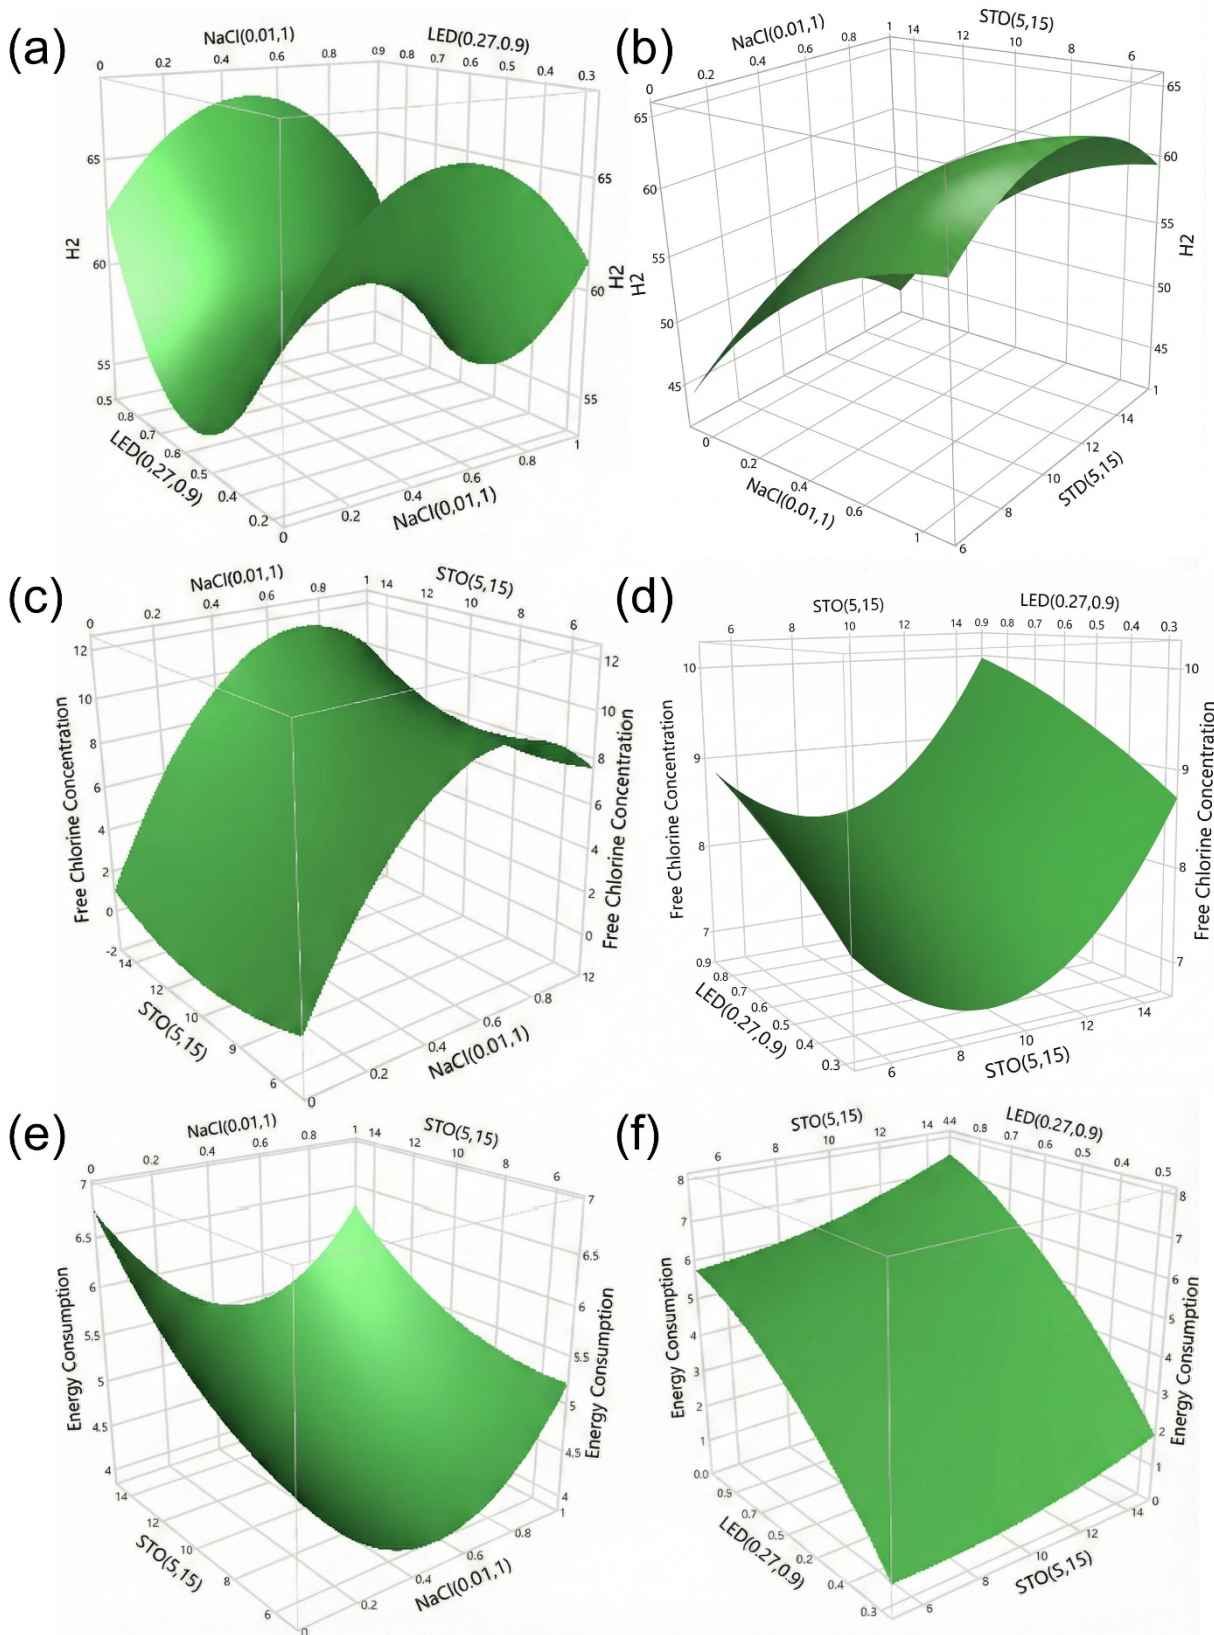 (a)
NaCl(0.01,1)
LED(0.27.0.9)
0 0.2 0.4 0.6 0.8 0.9 0.8 0.7 0.6 0.5 0.4 0.3
65 60 55
H2
65 60 55
H2
0.5 0.8 0.7 0.6 0.5 0.4 0.2
LED(0,27,0.9)
0 0.2 0.4 0.6 0.8 1
NaCl(0,01,1)
(b)
NaCl(0.01,1)
STD(5,15)
0 0.2 0.4 0.6 0.8 1 14 12 10 8 6
65 60 55 50 45
H2
65 60 55 50 45
H2
0 0.2 0.4 0.6 1
NaCl(0.01,1)
6 8 10 12 14 1
STD(5,15)
(c)
NaCl(0.01,1)
STO(5,15)
0 0.2 0.4 0.6 0.8 1 14 12 10 8 6
12 10 8 6 4 2 0 -2
Free Chlorine Concentration
12 10 8 6 4 2 0 12
Free Chlorine Concentration
14 12 10 9 6
STO(5,15)
0 0.2 0.4 0.6 0.8
NaCl(0.01,1)
(d)
STO(5,15)
LED(0.27,0.9)
6 8 10 12 14 0.9 0.8 0.7 0.6 0.5 0.4 0.3
10 9 8 7
Free Chlorine Concentration
10 9 8 7
Free Chlorine Concentration
0.9 0.8 0.7 0.6 0.5 0.4 0.3
LED(0.27,0.9)
6 8 10 12 14
STO(5,15)
(e)
NaCl(0.01,1)
STO(5,15)
0 0.2 0.4 0.6 0.8 1 14 12 10 8 6
7 6.5 6 5.5 5 4.5 4
Energy Consumption
7 6.5 6 5.5 5 4.5 4
Energy Consumption
14 12 10 8 6
STO(5,15)
0 0.2 0.4 0.6 0.8 1
NaCl(0.01,1)
(f)
STO(5,15)
LED(0.27,0.9)
6 8 10 12 14 44 0.8 0.7 0.6 0.5 0.4 0.5
8 7 6 5 4 3 2 1 0.0
Energy Consumption
8 7 6 5 4 3 2 1 0
Energy Consumption
0.5 0.7 0.5 0.2 0.4 0.3
LED(0.27,0.9)
6 8 10 12 14
STO(5,15)